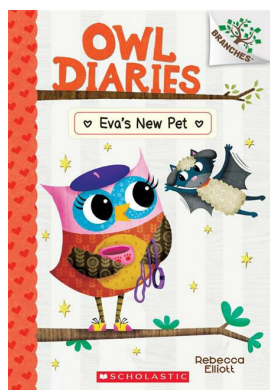 BRANCHES
OWL
DIARIES
Eva's New Pet
Rebecca
Elliott
SCHOLASTIC